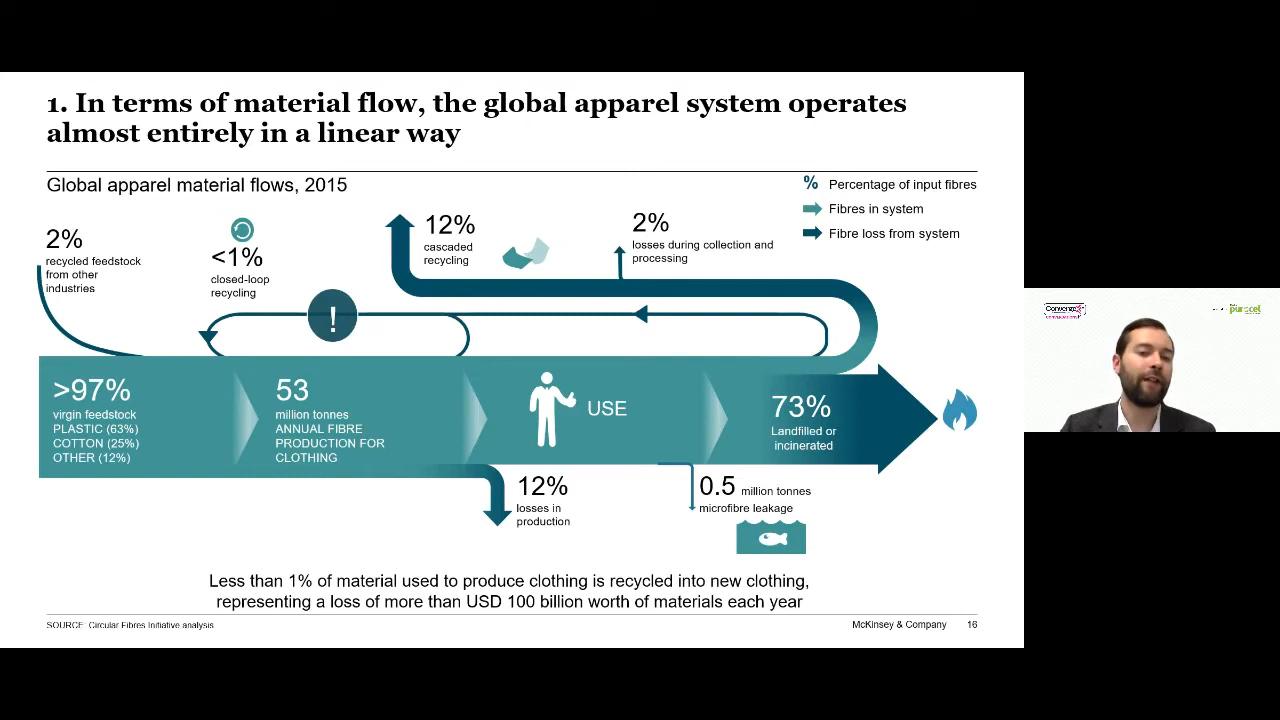 1. In terms of material flow, the global apparel system operates
almost entirely in a linear way
Global apparel material flows, 2015
% Percentage of input fibres
Fibres in system
Fibre loss from system
2%
recycled feedstock
from other
industries
<1%
closed-loop
recycling
12%
cascaded
recycling
2%
losses during collection and
processing
!
>97%
virgin feedstock
PLASTIC (63%)
COTTON (25%)
OTHER (12%)
53
million tonnes
ANNUAL FIBRE
PRODUCTION FOR
CLOTHING
USE
73%
Landfilled or
incinerated
12%
losses in
production
0.5 million tonnes
microfibre leakage
Less than 1% of material used to produce clothing is recycled into new clothing,
representing a loss of more than USD 100 billion worth of materials each year
SOURCE: Circular Fibres Initiative analysis
McKinsey & Company 16
purocel